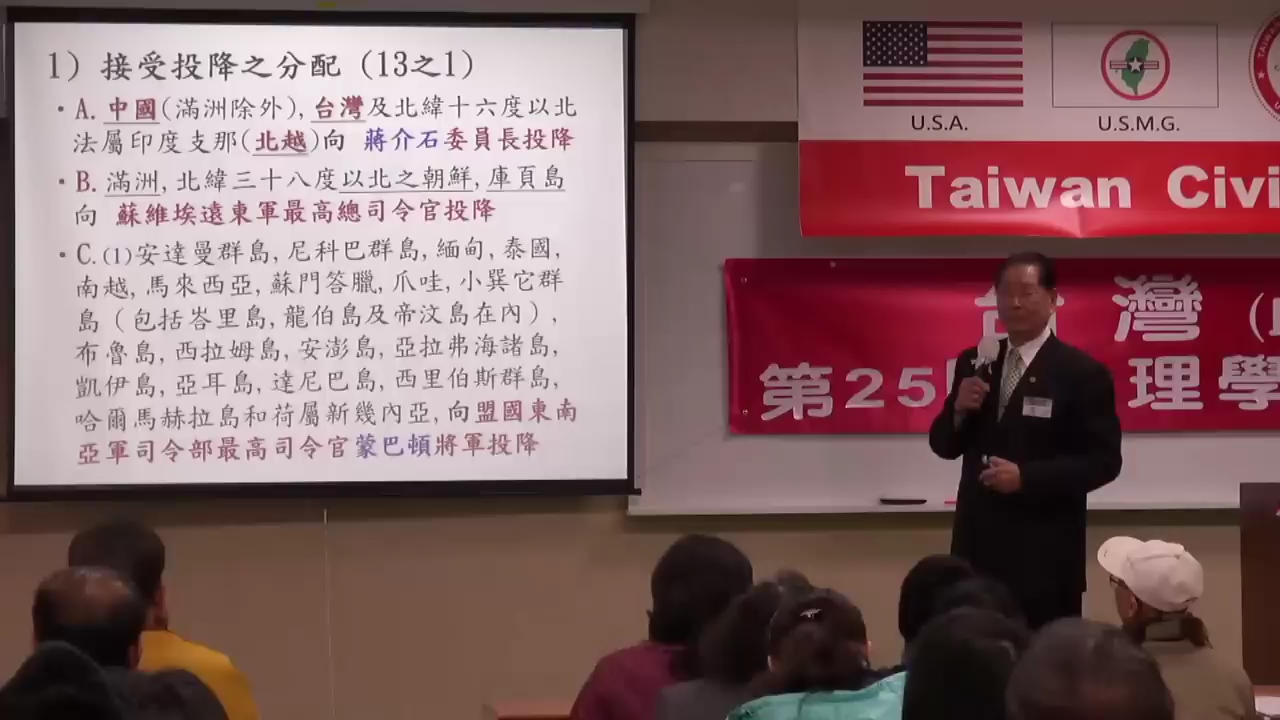 1) 接受投降之分配 (13之1)
• A. 中國(滿洲除外), 台灣及北緯十六度以北
法屬印度支那(北越)向 蔣介石委員長投降
• B. 滿洲, 北緯三十八度以北之朝鮮, 庫頁島
向 蘇維埃遠東軍最高總司令官投降
• C. (1)安達曼群島, 尼科巴群島, 緬甸, 泰國,
南越, 馬來西亞, 蘇門答臘, 爪哇, 小巽它群
島 ( 包括峇里島, 龍伯島及帝汶島在內 ) ,
布魯島, 西拉姆島, 安澎島, 亞拉弗海諸島,
凱伊島, 亞耳島, 達尼巴島, 西里伯斯群島,
哈爾馬赫拉島和荷屬新幾內亞, 向盟國東南
亞軍司令部最高司令官蒙巴頓將軍投降
U.S.A.
U.S.M.G.
Taiwan Civi
台灣
第25 理學